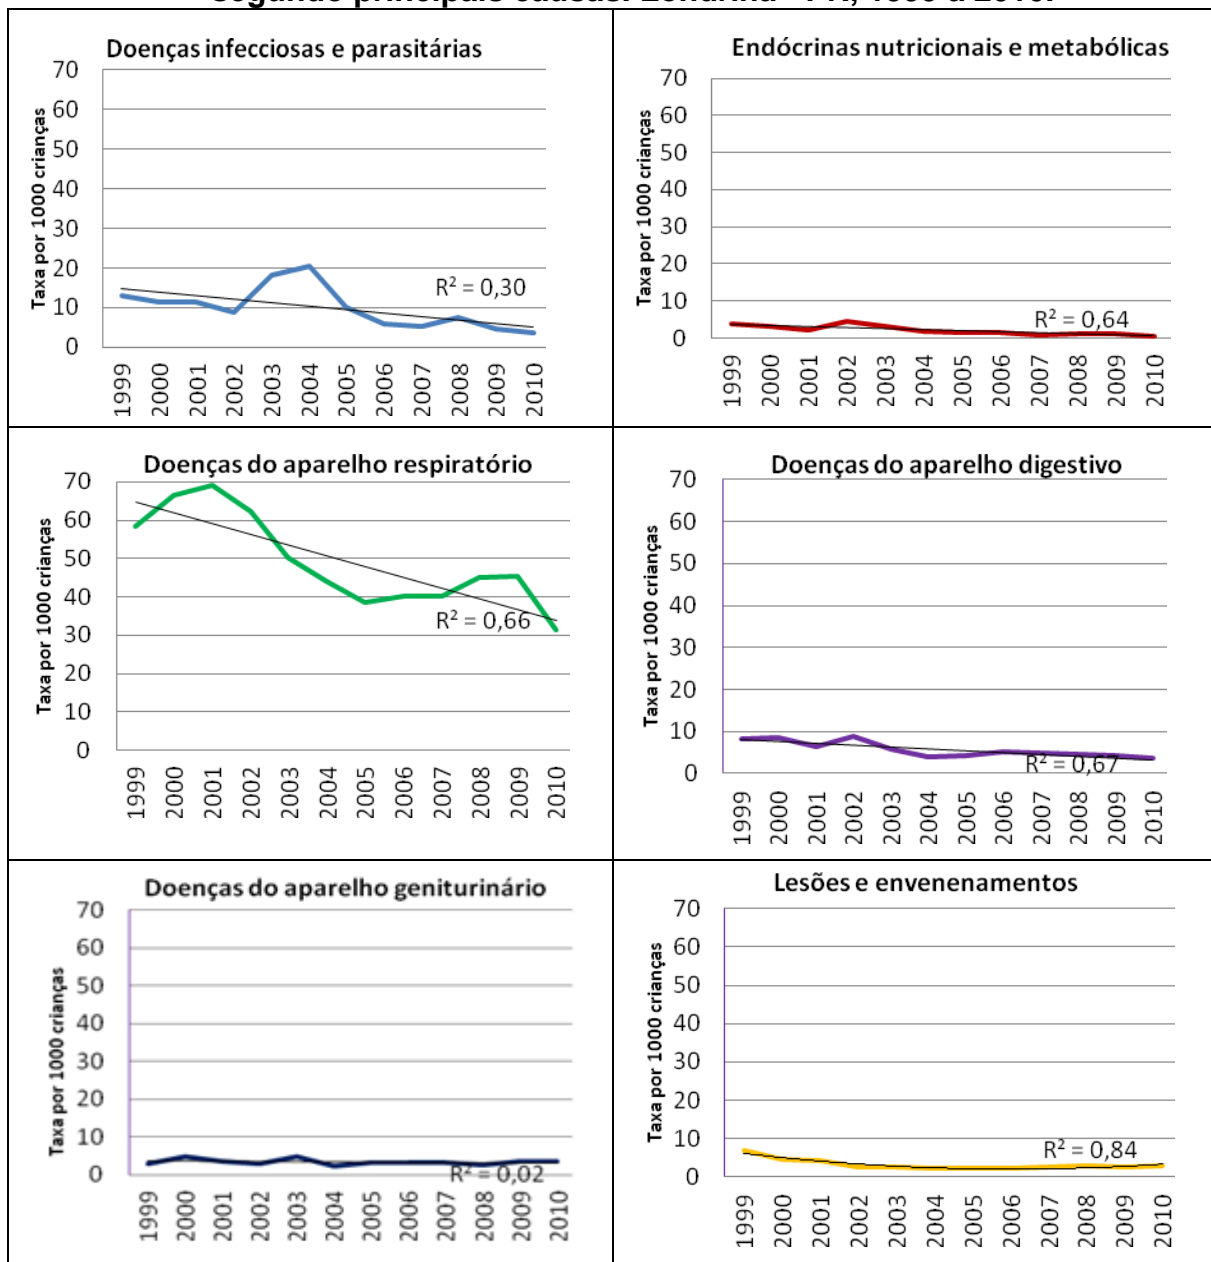 segundo principais causas. Londrina - PR, 1999 a 2010.
Doenças infecciosas e parasitárias
Taxa por 1000 crianças
70
60
50
40
30
20
10
0
R² = 0,30
1999 2000 2001 2002 2003 2004 2005 2006 2007 2008 2009 2010
Endócrinas nutricionais e metabólicas
Taxa por 1000 crianças
70
60
50
40
30
20
10
0
R² = 0,64
1999 2000 2001 2002 2003 2004 2005 2006 2007 2008 2009 2010
Doenças do aparelho respiratório
Taxa por 1000 crianças
70
60
50
40
30
20
10
0
R² = 0,66
1999 2000 2001 2002 2003 2004 2005 2006 2007 2008 2009 2010
Doenças do aparelho digestivo
Taxa por 1000 crianças
70
60
50
40
30
20
10
0
R² = 0,67
1999 2000 2001 2002 2003 2004 2005 2006 2007 2008 2009 2010
Doenças do aparelho geniturinário
Taxa por 1000 crianças
70
60
50
40
30
20
10
0
R² = 0,02
1999 2000 2001 2002 2003 2004 2005 2006 2007 2008 2009 2010
Lesões e envenenamentos
Taxa por 1000 crianças
70
60
50
40
30
20
10
0
R² = 0,84
1999 2000 2001 2002 2003 2004 2005 2006 2007 2008 2009 2010